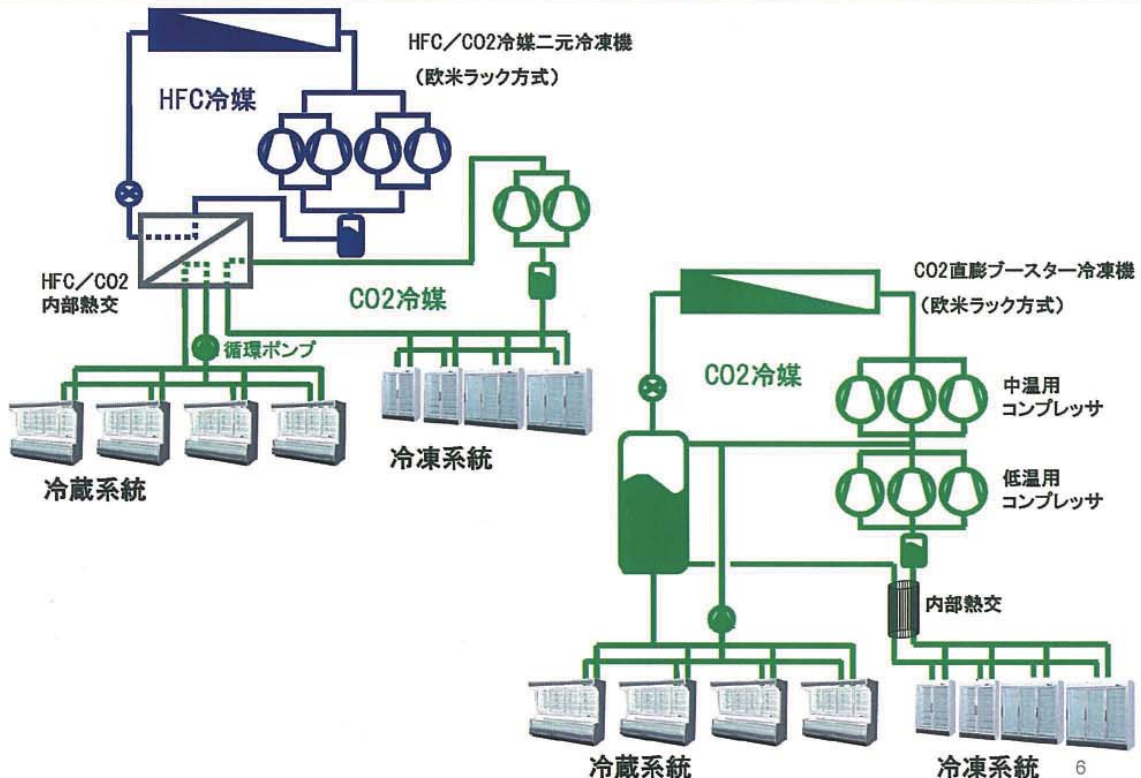 HFC／CO2冷媒二元冷凍機
（欧米ラック方式）
HFC冷媒
HFC／CO2
内部熱交
CO2冷媒
循環ポンプ
冷蔵系統
冷凍系統
CO2直膨ブースター冷凍機
（欧米ラック方式）
CO2冷媒
中温用
コンプレッサ
低温用
コンプレッサ
内部熱交
冷蔵系統
冷凍系統
6